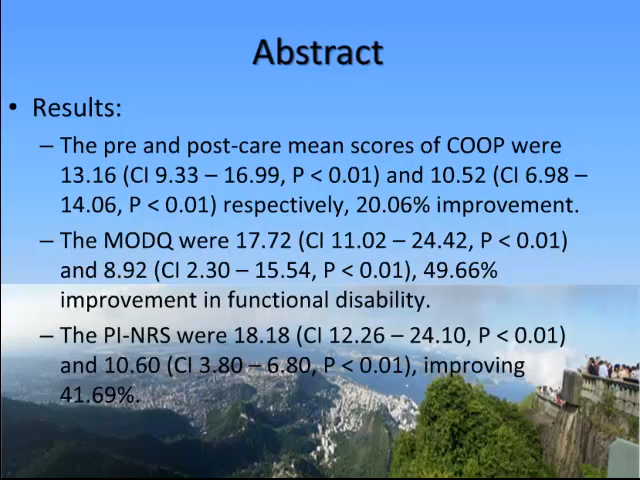 Abstract
• Results:
– The pre and post-care mean scores of COOP were
13.16 (CI 9.33 – 16.99, P < 0.01) and 10.52 (CI 6.98 –
14.06, P < 0.01) respectively, 20.06% improvement.
– The MODQ were 17.72 (CI 11.02 – 24.42, P < 0.01)
and 8.92 (CI 2.30 – 15.54, P < 0.01), 49.66%
improvement in functional disability.
– The PI-NRS were 18.18 (CI 12.26 – 24.10, P < 0.01)
and 10.60 (CI 3.80 – 6.80, P < 0.01), improving
41.69%.